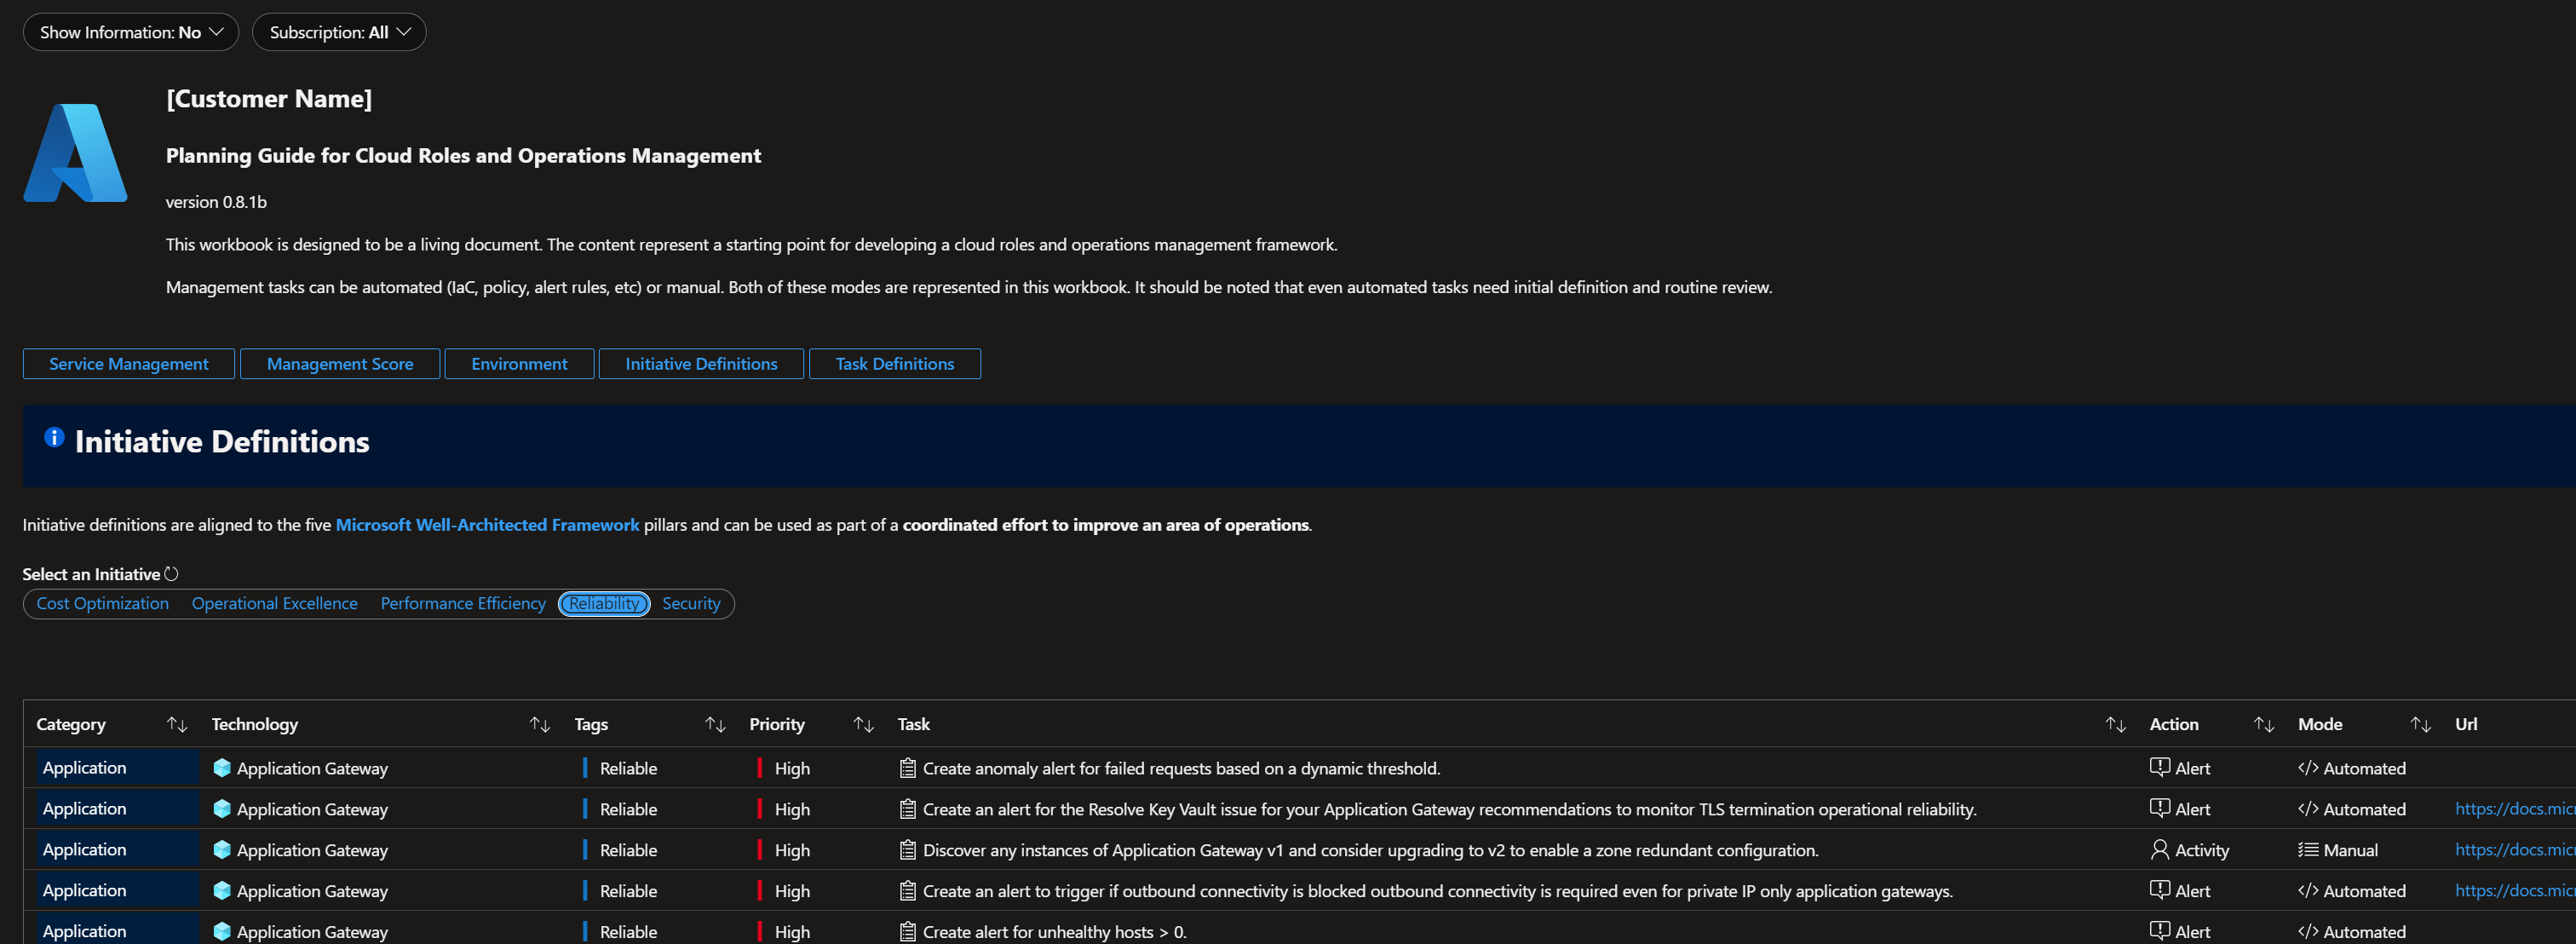 Show Information: No Subscription: All
[Customer Name]
Planning Guide for Cloud Roles and Operations Management
version 0.8.1b
This workbook is designed to be a living document. The content represent a starting point for developing a cloud roles and operations management framework.
Management tasks can be automated (IaC, policy, alert rules, etc) or manual. Both of these modes are represented in this workbook. It should be noted that even automated tasks need initial definition and routine review.
Service Management Management Score Environment Initiative Definitions Task Definitions
Initiative Definitions
Initiative definitions are aligned to the five Microsoft Well-Architected Framework pillars and can be used as part of a coordinated effort to improve an area of operations.
Select an Initiative
Cost Optimization Operational Excellence Performance Efficiency Reliability Security
Category Technology Tags Priority Task Action Mode Url
Application Application Gateway Reliable High Create anomaly alert for failed requests based on a dynamic threshold. Alert Automated
Application Application Gateway Reliable High Create an alert for the Resolve Key Vault issue for your Application Gateway recommendations to monitor TLS termination operational reliability. Alert Automated https://docs.micr
Application Application Gateway Reliable High Discover any instances of Application Gateway v1 and consider upgrading to v2 to enable a zone redundant configuration. Activity Manual https://docs.micr
Application Application Gateway Reliable High Create an alert to trigger if outbound connectivity is blocked outbound connectivity is required even for private IP only application gateways. Alert Automated https://docs.micr
Application Application Gateway Reliable High Create alert for unhealthy hosts > 0. Alert Automated